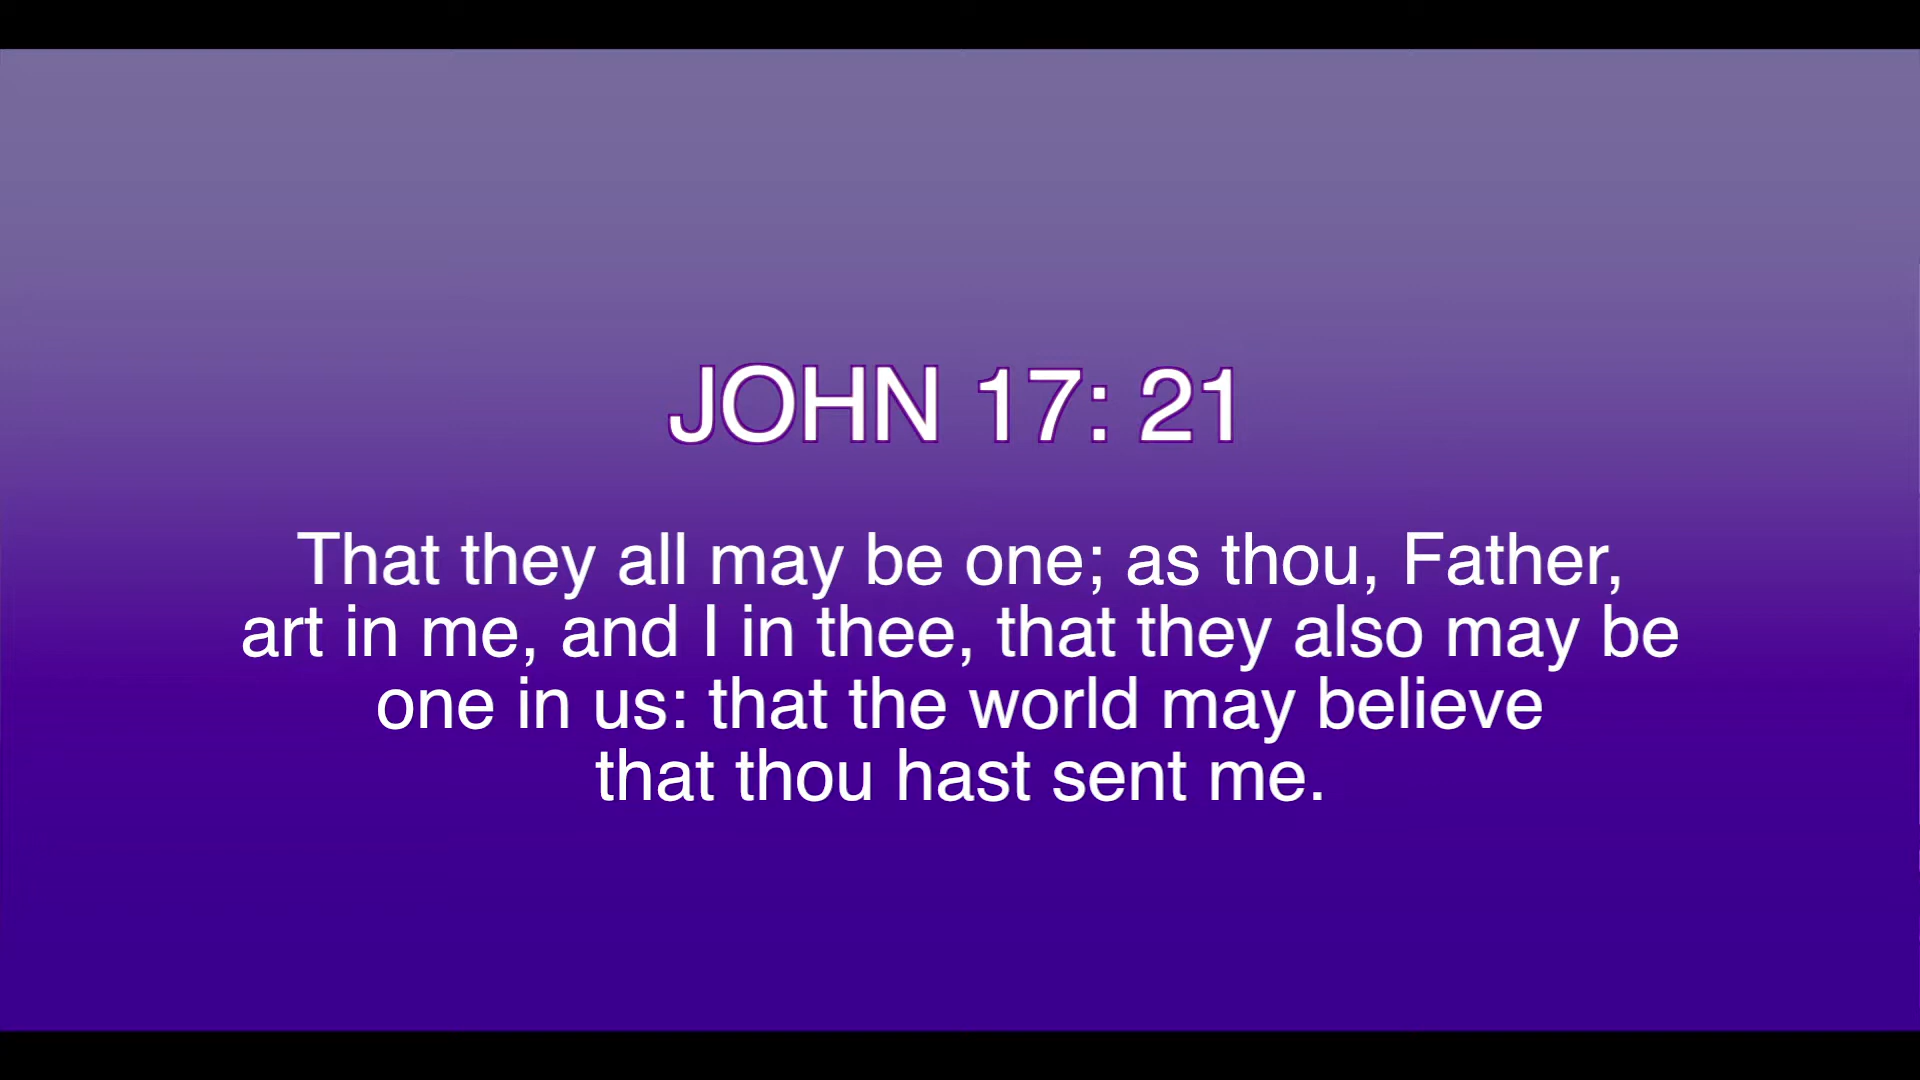 JOHN 17: 21
That they all may be one; as thou, Father,
art in me, and I in thee, that they also may be
one in us: that the world may believe
that thou hast sent me.